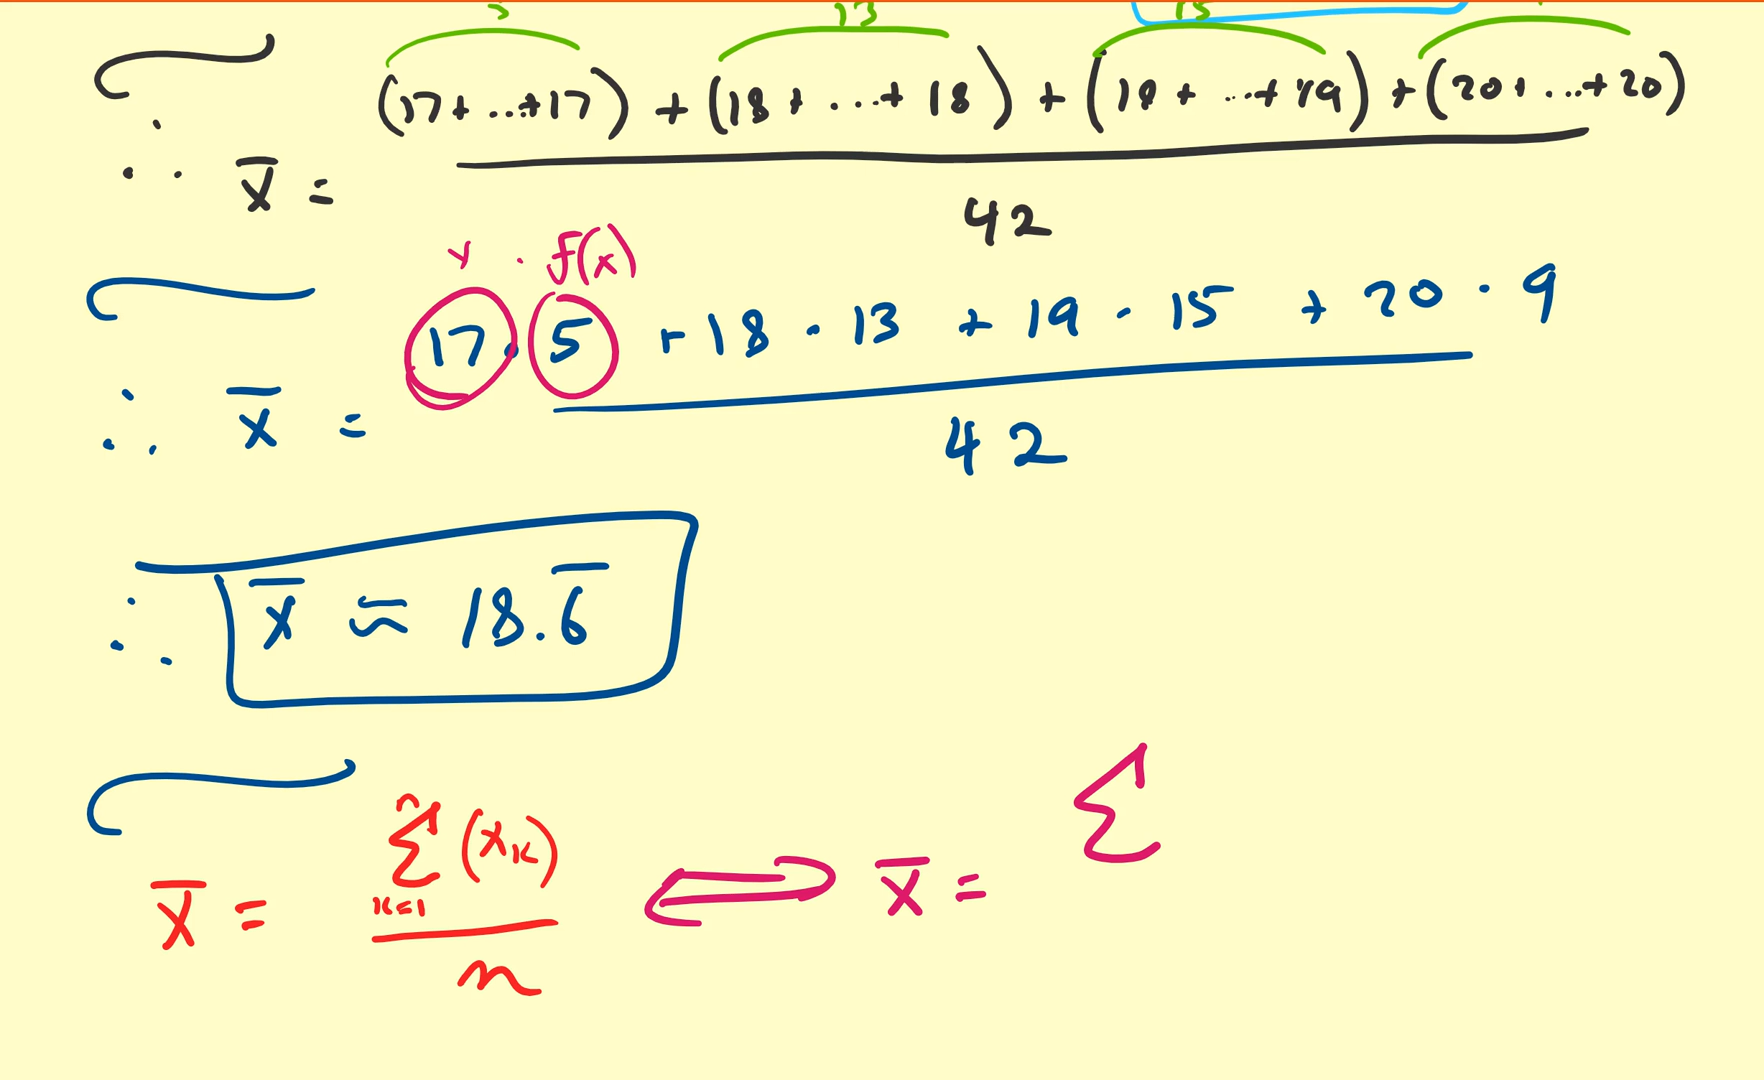 5 13 15
x̄ = (17+...+17) + (18+...+18) + (19+...+19) + (20+...+20)
42
x · f(x)
∴ x̄ = 17·5 + 18·13 + 19·15 + 20·9
42
∴ x̄ ≈ 18.6̅
x̄ = n Σ k=1 (x_k) / n ⟺ x̄ = Σ